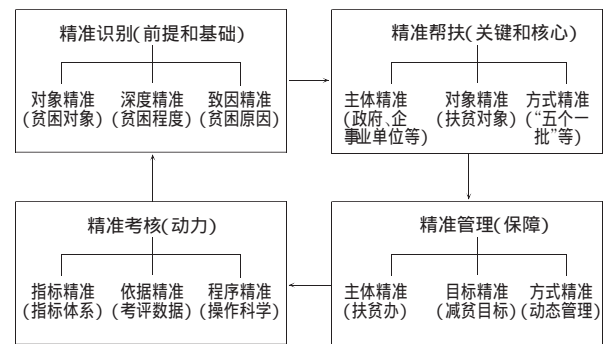 精准识别(前提和基础)
对象精准 深度精准 致因精准
(贫困对象) (贫困程度) (贫困原因)
精准帮扶(关键和核心)
主体精准 对象精准 方式精准
(政府、企 (扶贫对象) (“五个一
事业单位等) 批”等)
精准考核(动力)
指标精准 依据精准 程序精准
(指标体系) (考评数据) (操作科学)
精准管理(保障)
主体精准 目标精准 方式精准
(扶贫办) (减贫目标) (动态管理)